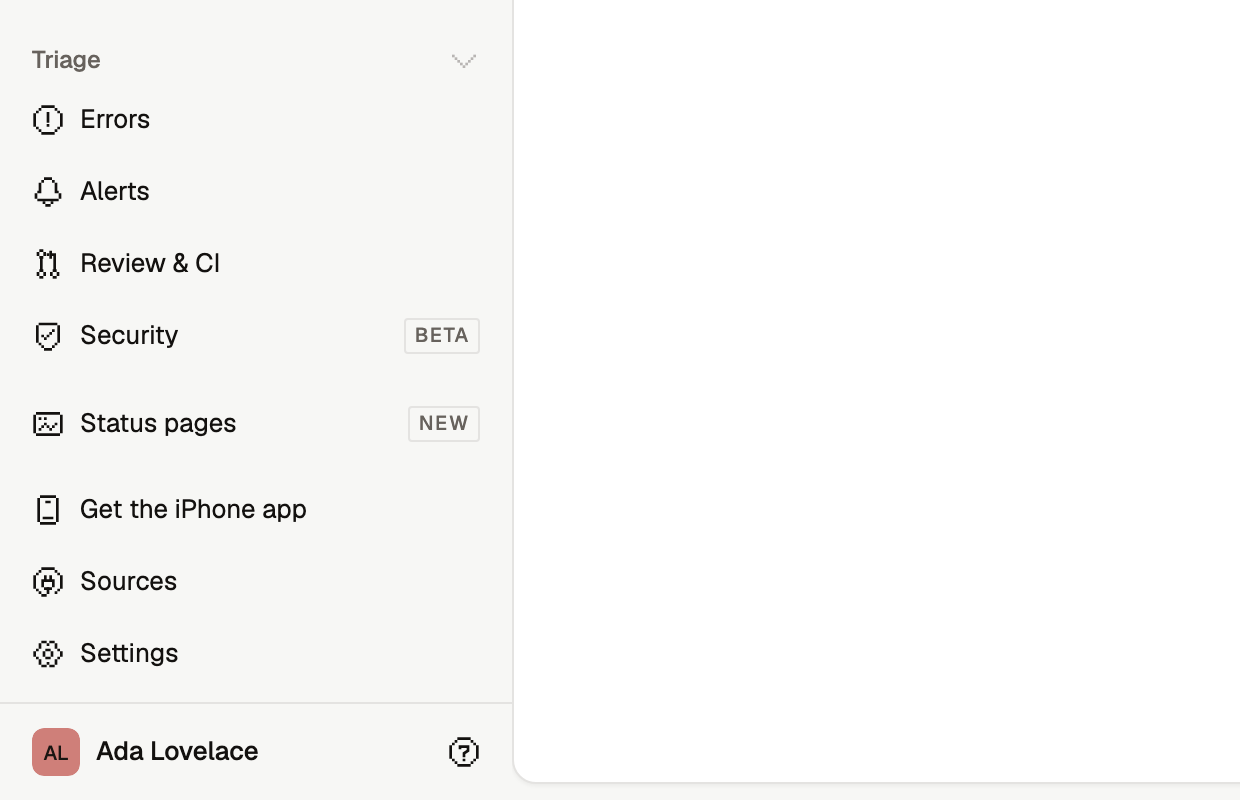 Triage
Errors
Alerts
Review & CI
Security BETA
Status pages NEW
Get the iPhone app
Sources
Settings
AL Ada Lovelace